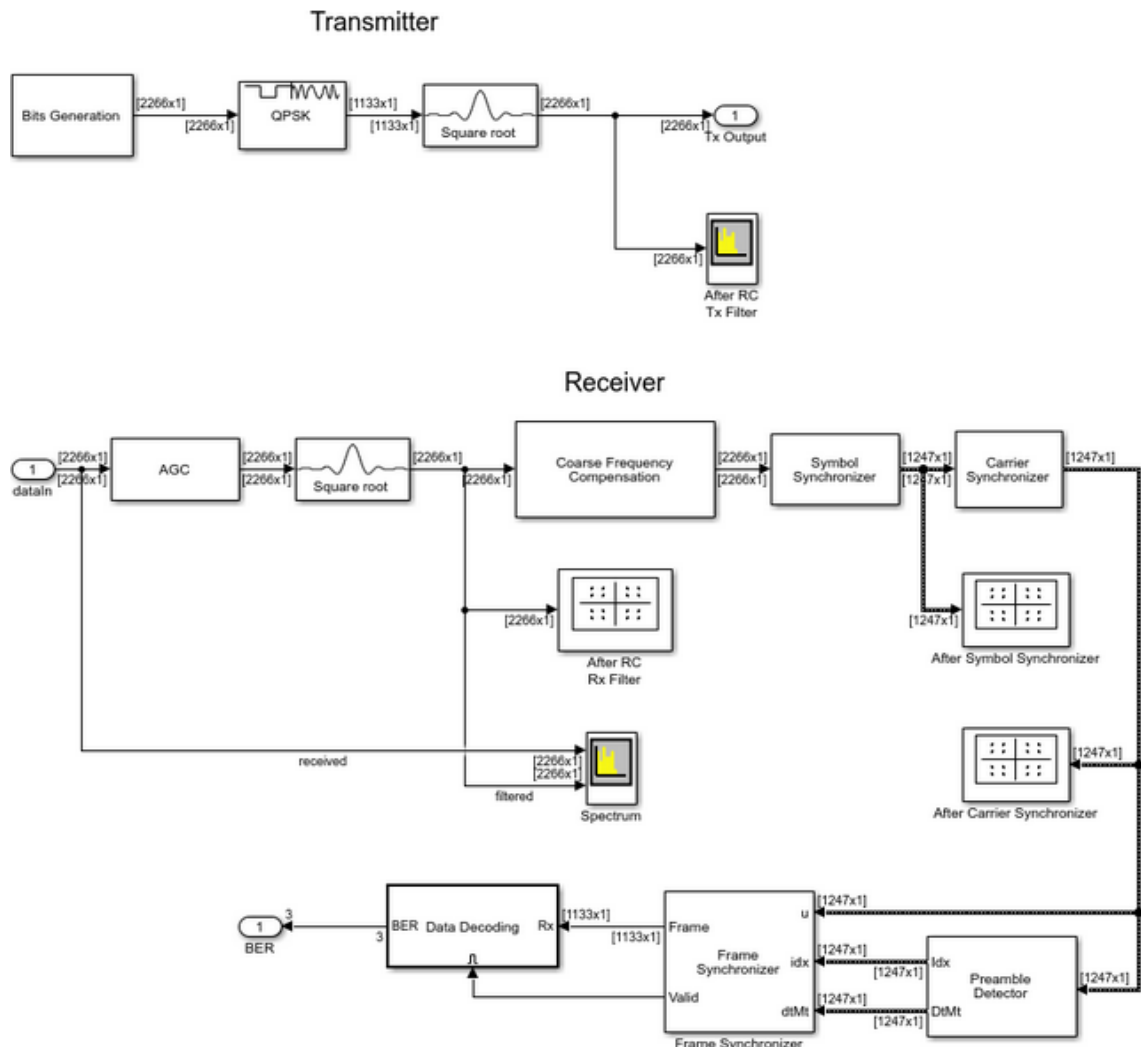 Transmitter
Bits Generation
[2266x1]
[2266x1]
QPSK
[1133x1]
[1133x1]
Square root
[2266x1]
[2266x1]
1
Tx Output
[2266x1]
After RC
Tx Filter
Receiver
1
dataIn
[2266x1]
[2266x1]
AGC
[2266x1]
[2266x1]
Square root
[2266x1]
[2266x1]
Coarse Frequency
Compensation
[2266x1]
[2266x1]
Symbol
Synchronizer
[1247x1]
[1247x1]
Carrier
Synchronizer
[1247x1]
[2266x1]
After RC
Rx Filter
[1247x1]
After Symbol Synchronizer
received
[2266x1]
[2266x1]
filtered
Spectrum
[1247x1]
After Carrier Synchronizer
1
BER
3
3
BER
Data Decoding
Rx
[1133x1]
[1133x1]
Frame
Valid
Frame
Synchronizer
u
idx
dtMt
Frame Synchronizer
[1247x1]
[1247x1]
[1247x1]
[1247x1]
[1247x1]
Idx
DtMt
Preamble
Detector
[1247x1]